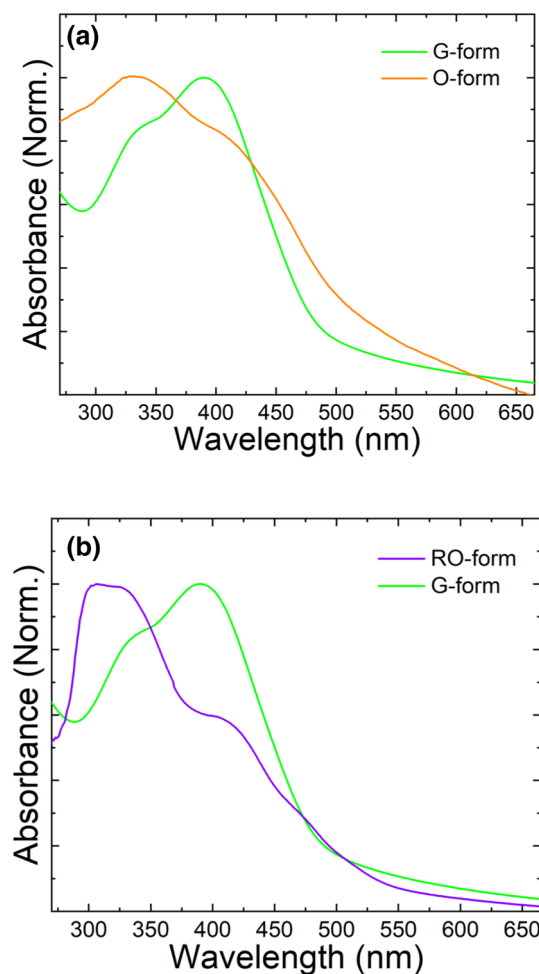 (a)
G-form
O-form
Absorbance (Norm.)
300 350 400 450 500 550 600 650
Wavelength (nm)
(b)
RO-form
G-form
Absorbance (Norm.)
300 350 400 450 500 550 600 650
Wavelength (nm)